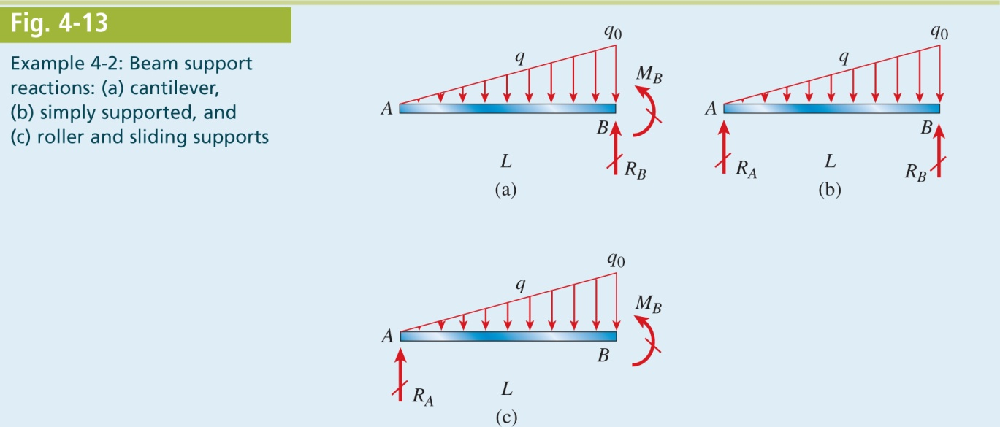 Fig. 4-13
Example 4-2: Beam support
reactions: (a) cantilever,
(b) simply supported, and
(c) roller and sliding supports
q0
q
MB
A
B
RB
L
(a)
q0
q
A
B
RA
L
RB
(b)
q0
q
MB
A
B
RA
L
(c)